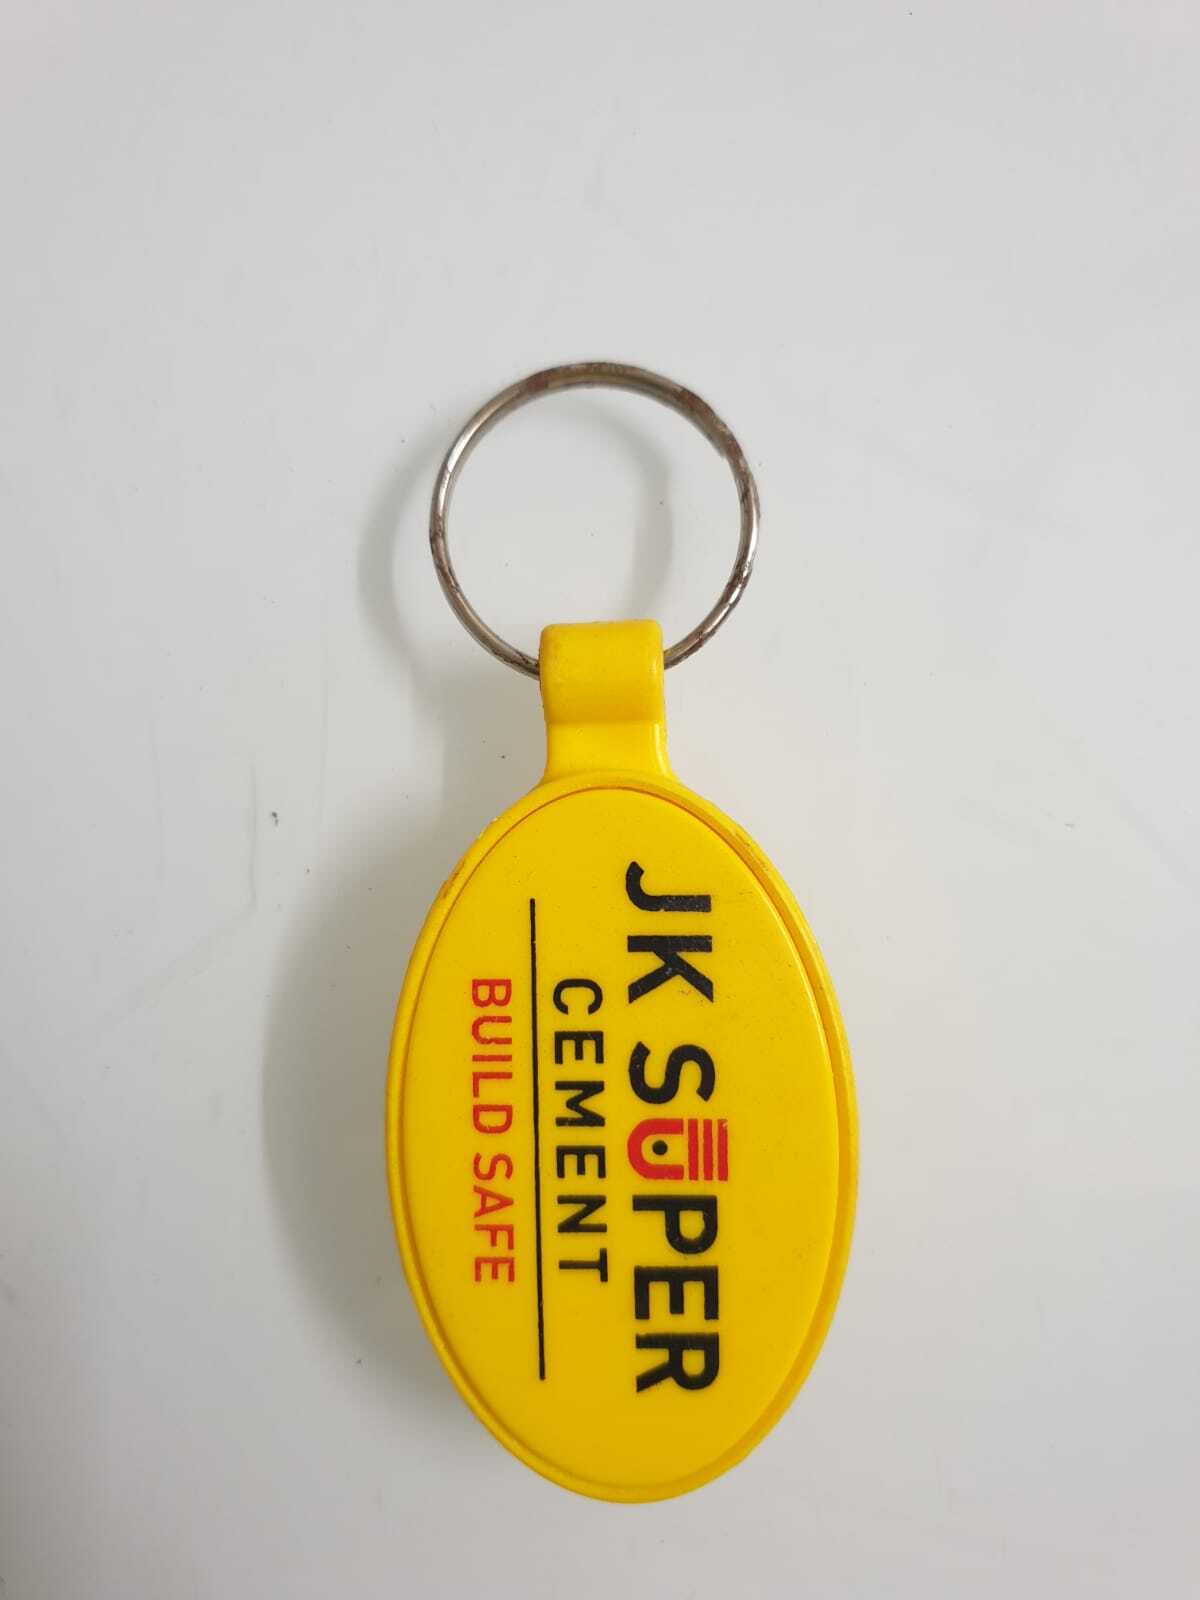 JK SUPER
CEMENT
BUILD SAFE